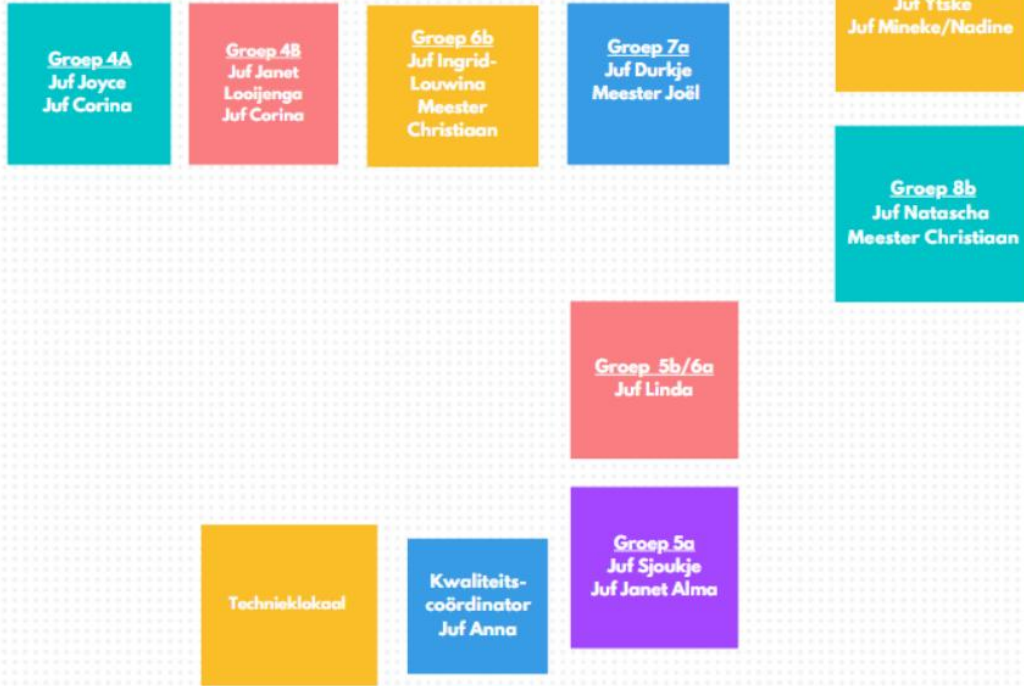 Groep 4A
Juf Joyce
Juf Corina
Groep 4B
Juf Janet
Looijenga
Juf Corina
Groep 6b
Juf Ingrid-
Louwina
Meester
Christiaan
Groep 7a
Juf Durkje
Meester Joël
Juf Ytske
Juf Mineke/Nadine
Groep 8b
Juf Natascha
Meester Christiaan
Groep 5b/6a
Juf Linda
Groep 5a
Juf Sjoukje
Juf Janet Alma
Technieklokaal
Kwaliteits-
coördinator
Juf Anna